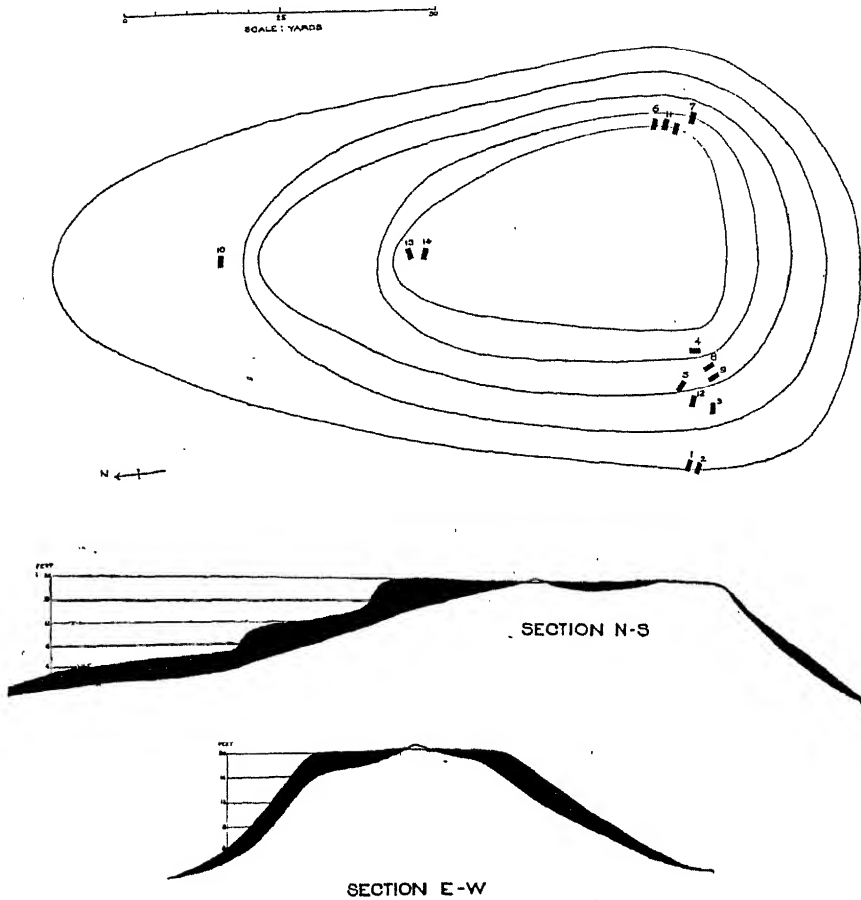 0 25 50
SCALE: YARDS
6 11 7
10
13 14
4
8
5 9
12 3
1 2
N
FEET
SECTION N-S
FEET
SECTION E-W